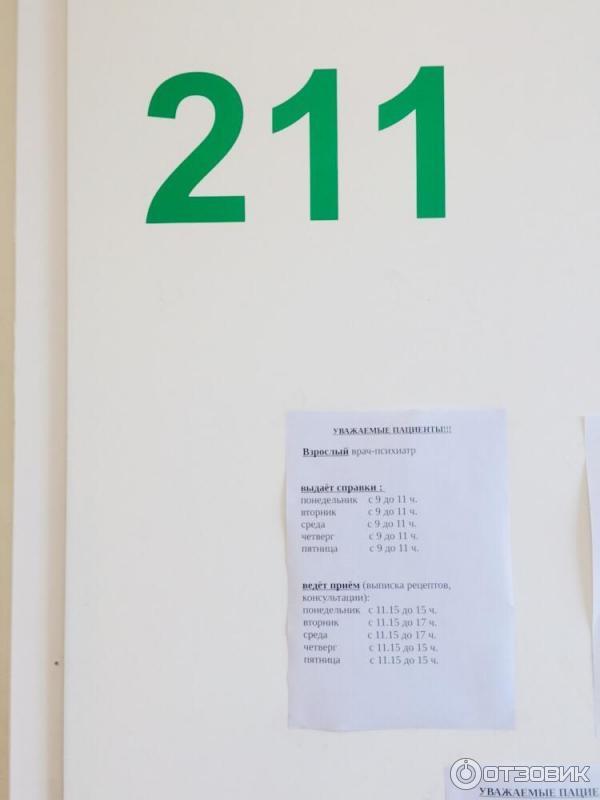 211
УВАЖАЕМЫЕ ПАЦИЕНТЫ!!!
Взрослый врач-психиатр
выдаёт справки :
понедельник с 9 до 11 ч.
вторник с 9 до 11 ч.
среда с 9 до 11 ч.
четверг с 9 до 11 ч.
пятница с 9 до 11 ч.
ведёт приём (выписка рецептов,
консультации):
понедельник с 11.15 до 15 ч.
вторник с 11.15 до 17 ч.
среда с 11.15 до 17 ч.
четверг с 11.15 до 15 ч.
пятница с 11.15 до 15 ч.
ОТЗОВИК
УВАЖАЕМЫЕ ПАЦИЕ